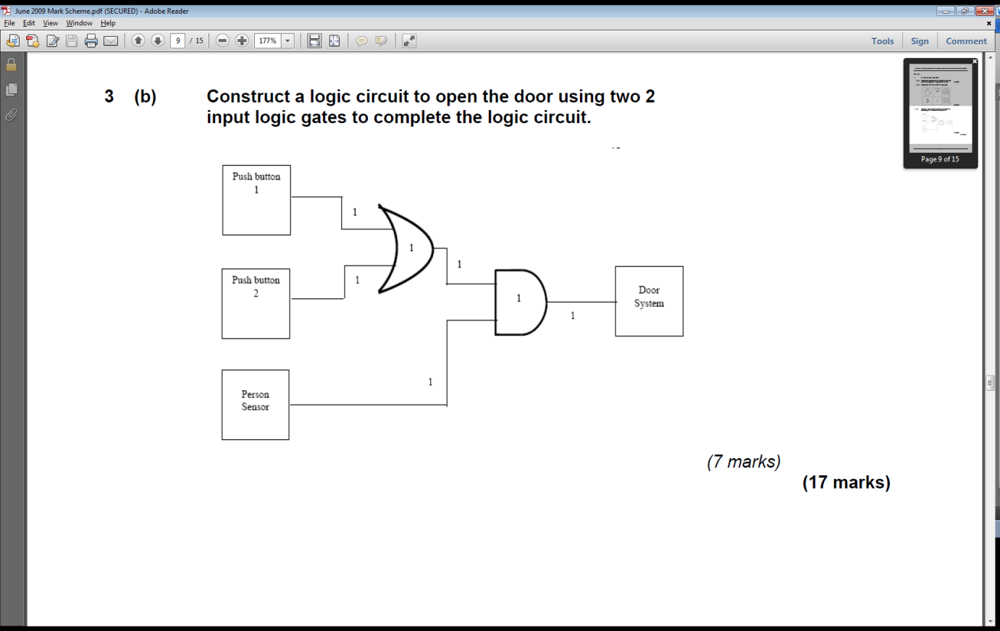 June 2009 Mark Scheme.pdf (SECURED) - Adobe Reader
File Edit View Window Help
9 / 15 177% Tools Sign Comment
3 (b) Construct a logic circuit to open the door using two 2
input logic gates to complete the logic circuit.
Page 9 of 15
Push button
1
1
1
Push button
2
1
1
1
Door
System
1
Person
Sensor
1
(7 marks)
(17 marks)